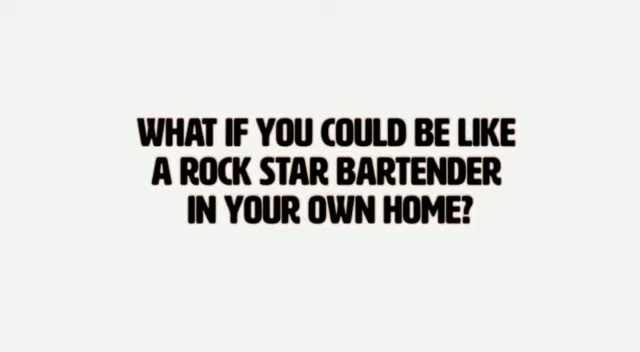 WHAT IF YOU COULD BE LIKE
A ROCK STAR BARTENDER
IN YOUR OWN HOME?